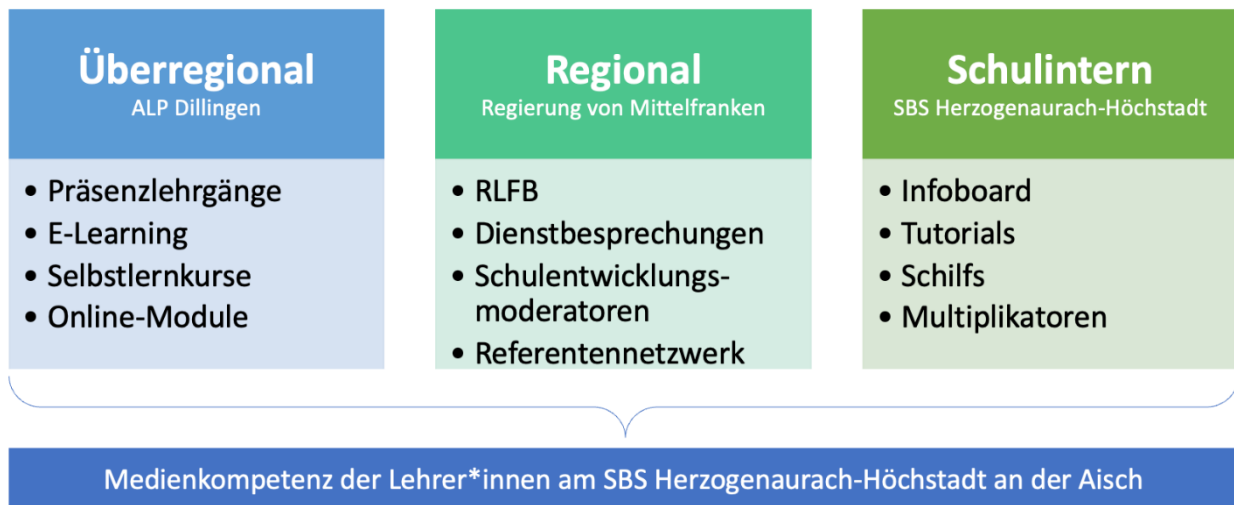 Überregional
ALP Dillingen
• Präsenzlehrgänge
• E-Learning
• Selbstlernkurse
• Online-Module
Regional
Regierung von Mittelfranken
• RLFB
• Dienstbesprechungen
• Schulentwicklungs-
moderatoren
• Referentennetzwerk
Schulintern
SBS Herzogenaurach-Höchstadt
• Infoboard
• Tutorials
• Schilfs
• Multiplikatoren
Medienkompetenz der Lehrer*innen am SBS Herzogenaurach-Höchstadt an der Aisch